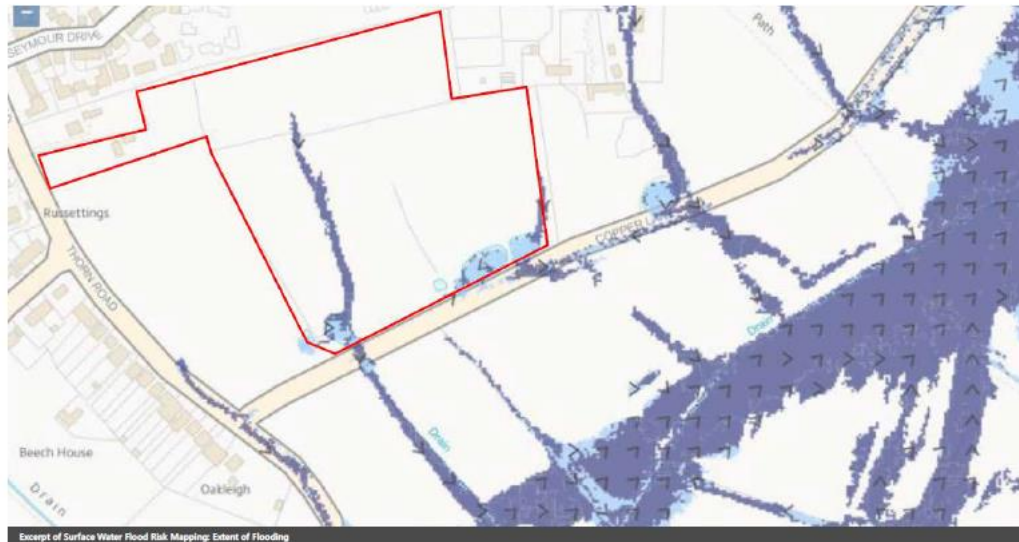 SEYMOUR DRIVE
Path
Russettings
THORN ROAD
COPPER L
Drain
Drain
Beech House
Oakleigh
Drain
Excerpt of Surface Water Flood Risk Mapping: Extent of Flooding